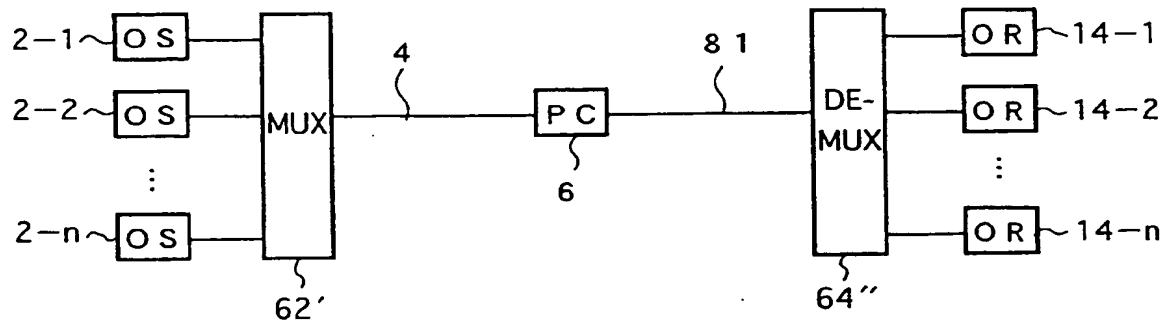 2-1 OS
2-2 OS
⋮
2-n OS
MUX
62'
4
PC
6
81
DE-
MUX
64''
OR 14-1
OR 14-2
⋮
OR 14-n